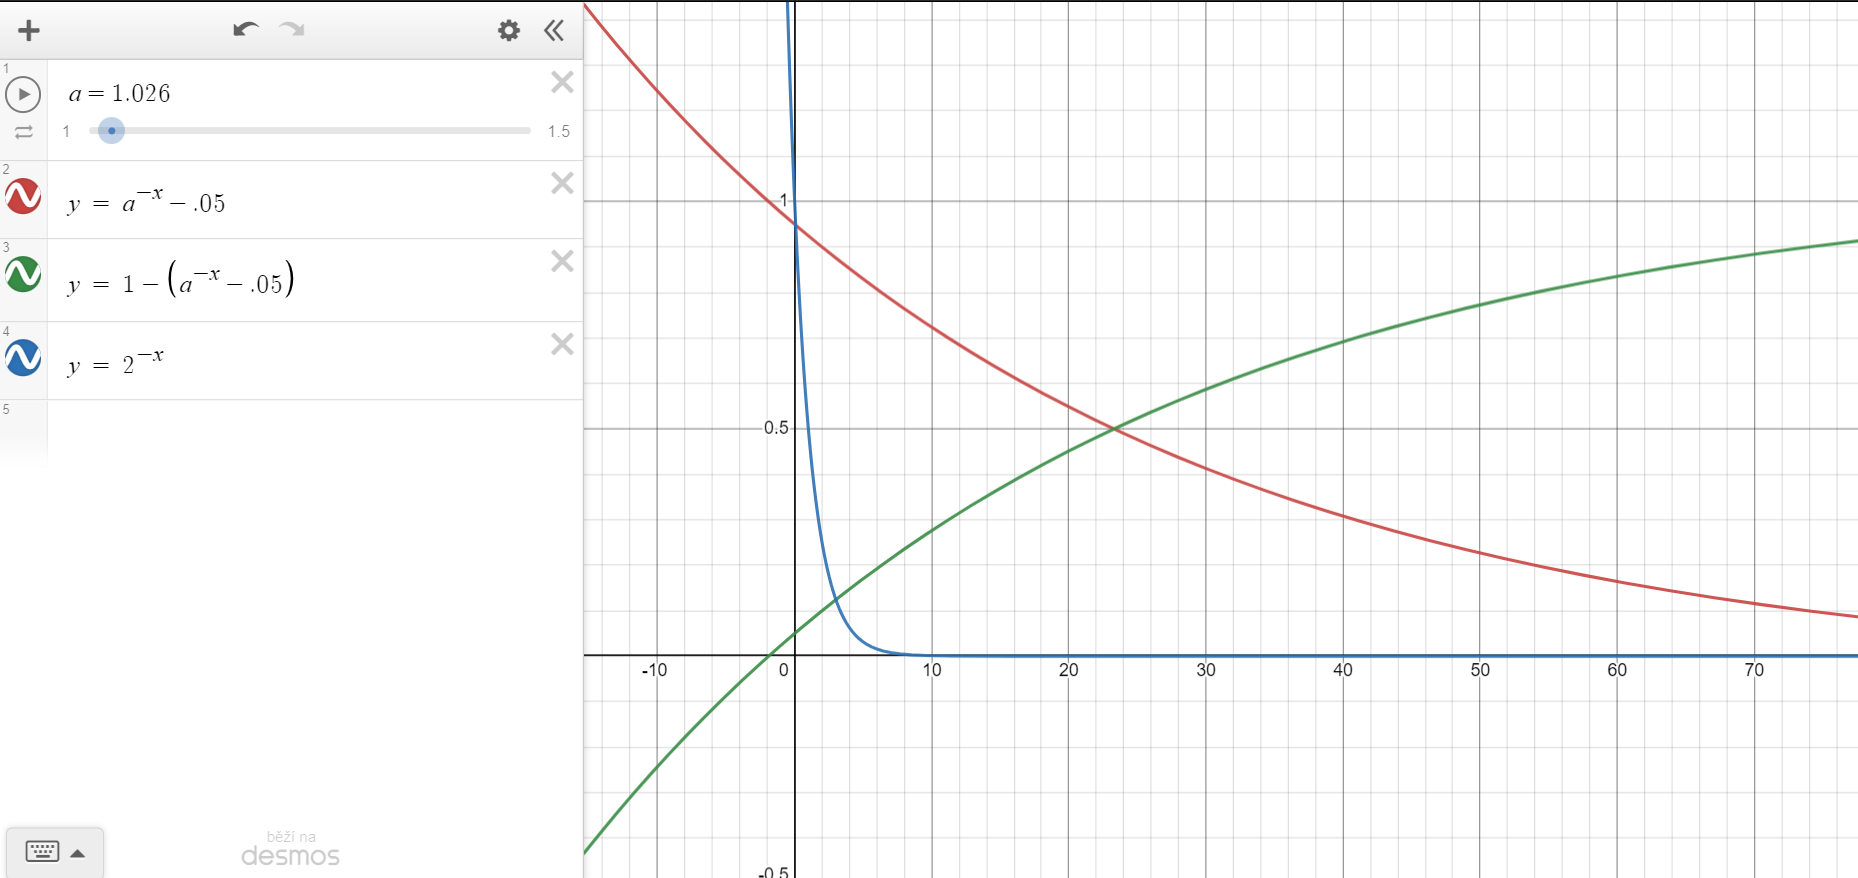 1
a = 1.026
1
1.5
2
y = a^{-x} - .05
3
y = 1 - (a^{-x} - .05)
4
y = 2^{-x}
5
běží na
desmos
1
0.5
-10 0 10 20 30 40 50 60 70
-0.5